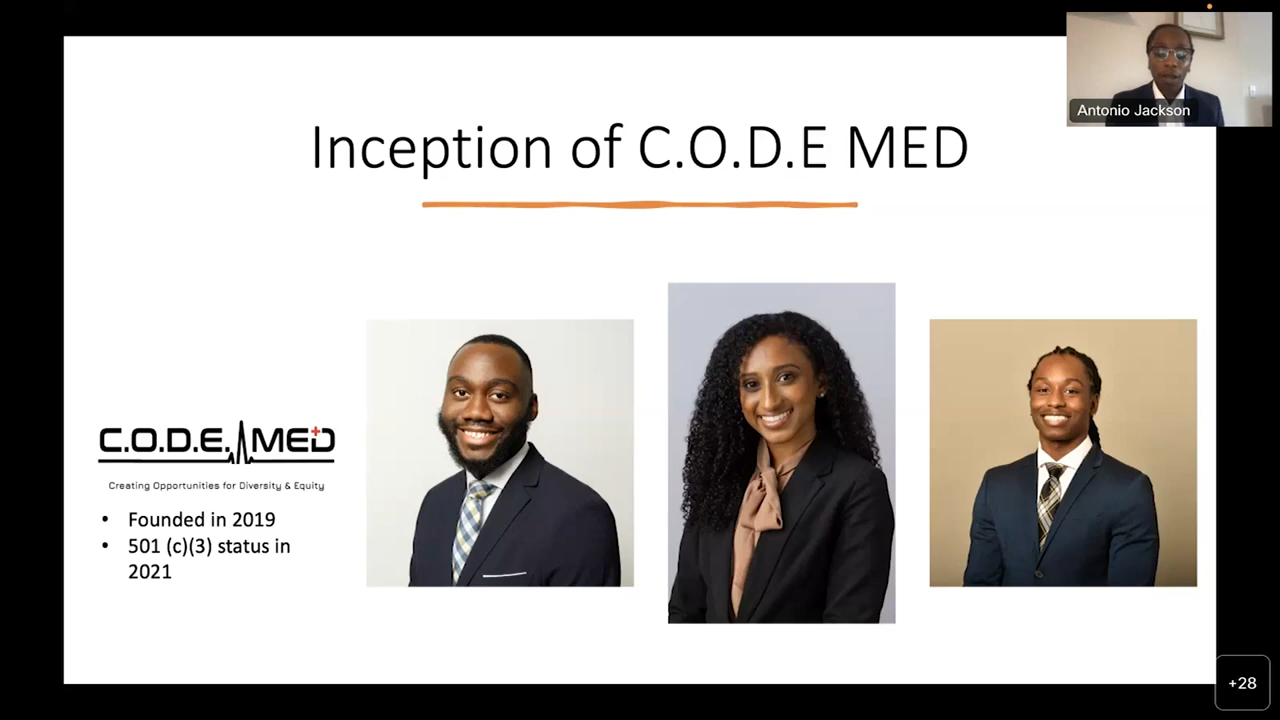 Inception of C.O.D.E MED
Antonio Jackson
C.O.D.E. MED
Creating Opportunities for Diversity & Equity
• Founded in 2019
• 501 (c)(3) status in
2021
+28